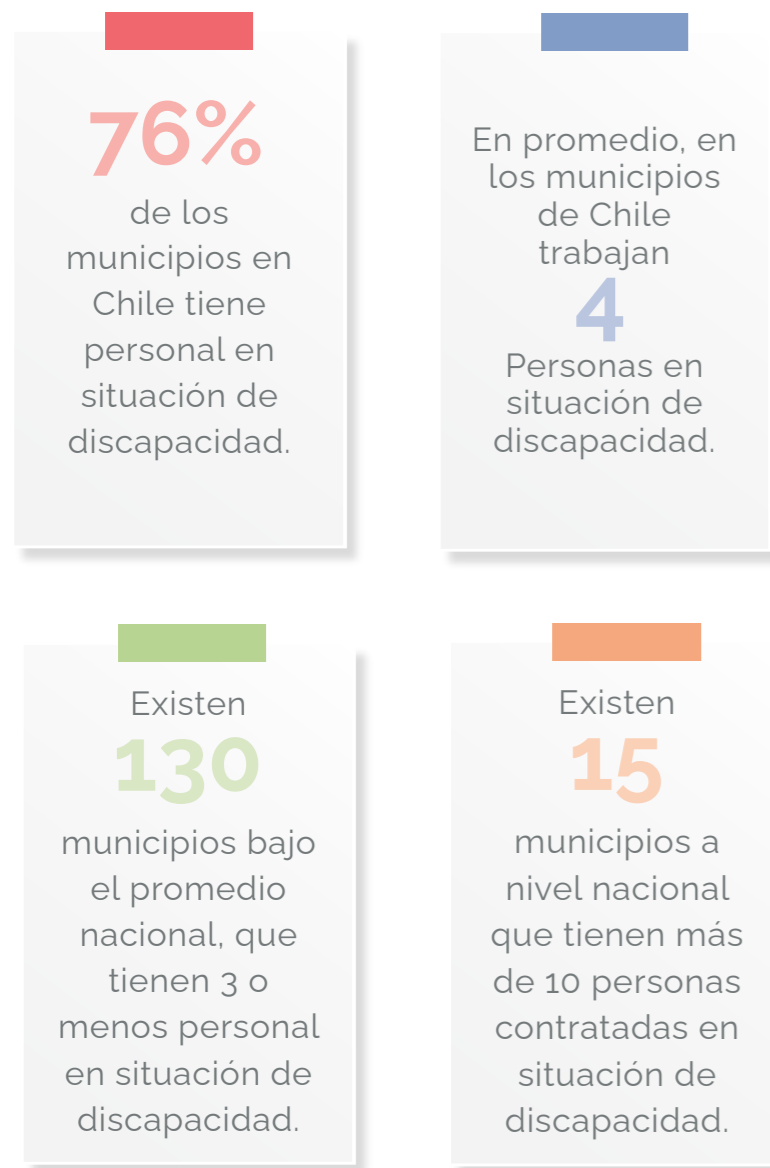 76%
de los
municipios en
Chile tiene
personal en
situación de
discapacidad.
En promedio, en
los municipios
de Chile
trabajan
4
Personas en
situación de
discapacidad.
Existen
130
municipios bajo
el promedio
nacional, que
tienen 3 o
menos personal
en situación de
discapacidad.
Existen
15
municipios a
nivel nacional
que tienen más
de 10 personas
contratadas en
situación de
discapacidad.